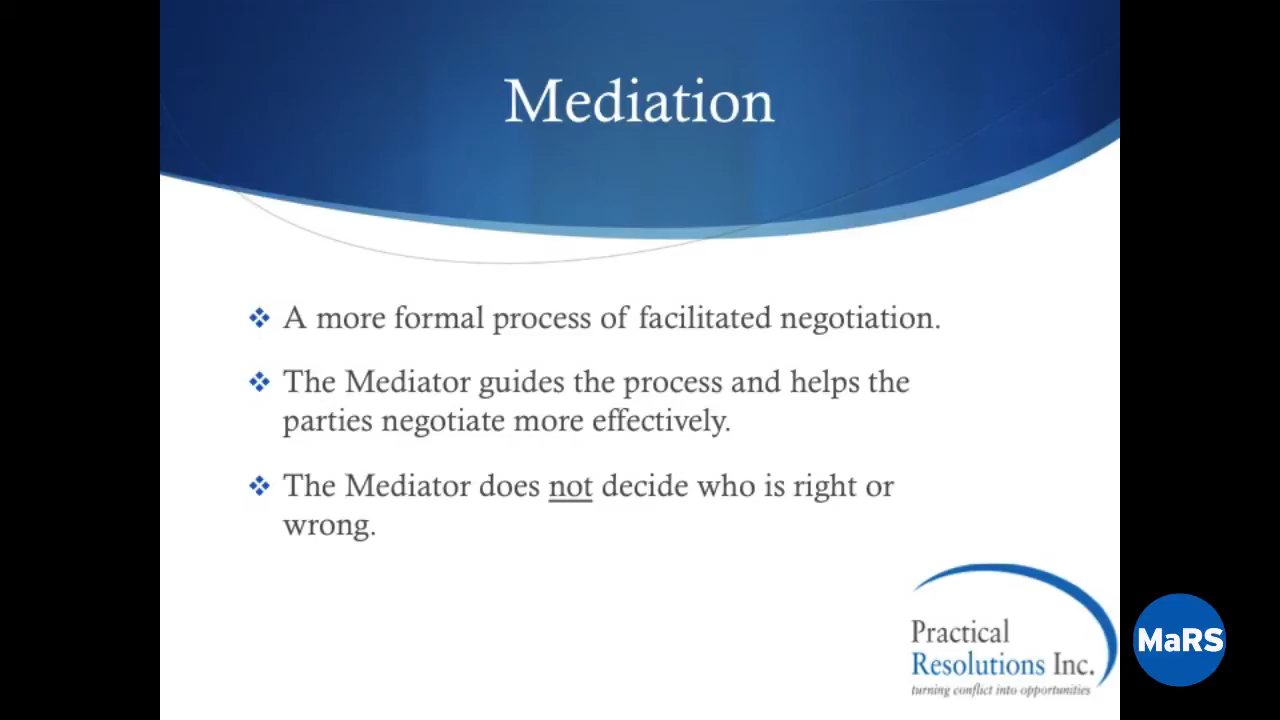 Mediation
A more formal process of facilitated negotiation.
The Mediator guides the process and helps the
parties negotiate more effectively.
The Mediator does not decide who is right or
wrong.
Practical
Resolutions Inc.
turning conflict into opportunities
MaRS